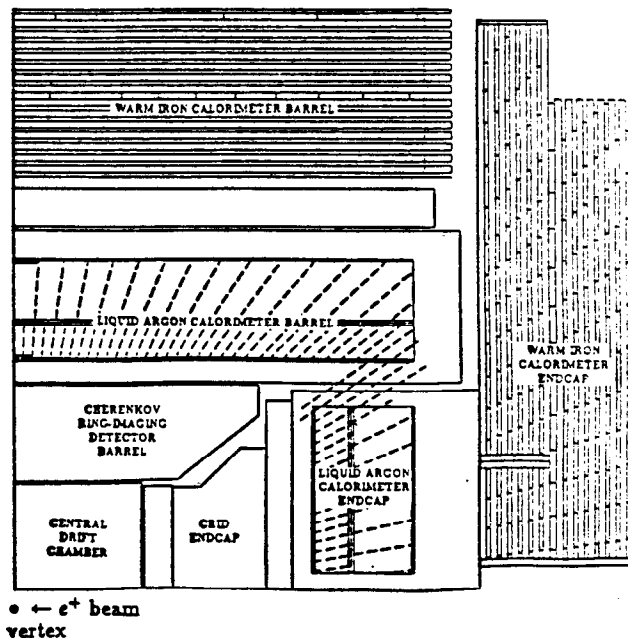 WARM IRON CALORIMETER BARREL
LIQUID ARGON CALORIMETER BARREL
WARM IRON
CALORIMETER
ENDCAP
CHERENKOV
RING-IMAGING
DETECTOR
BARREL
LIQUID ARGON
CALORIMETER
ENDCAP
CENTRAL
DRIFT
CHAMBER
CRID
ENDCAP
• ← e⁺ beam
vertex